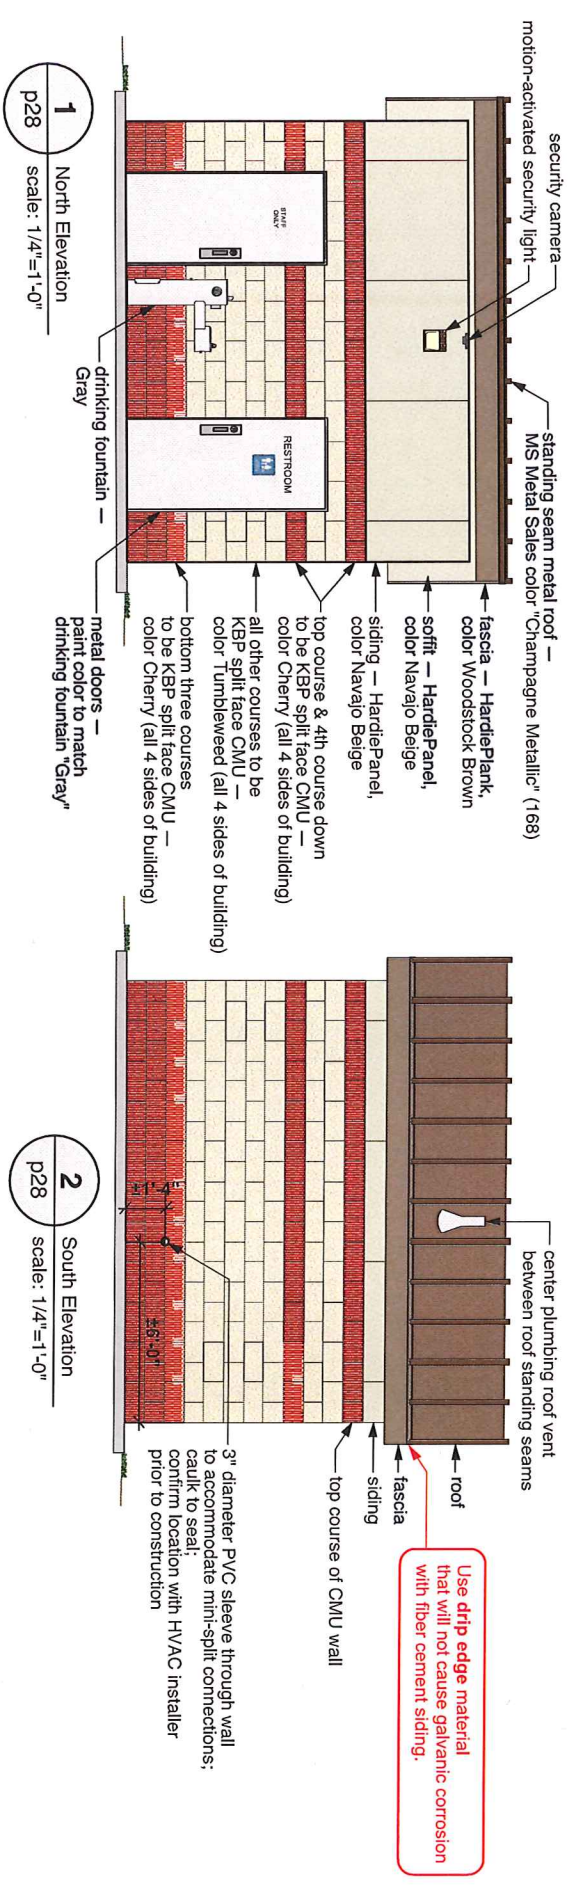 security camera
motion-activated security light
standing seam metal roof —
MS Metal Sales color "Champagne Metallic" (168)
fascia — HardiePlank,
color Woodstock Brown
soffit — HardiePanel,
color Navajo Beige
siding — HardiePanel,
color Navajo Beige
top course & 4th course down
to be KBP split face CMU —
color Cherry (all 4 sides of building)
all other courses to be
KBP split face CMU —
color Tumbleweed (all 4 sides of building)
bottom three courses
to be KBP split face CMU —
color Cherry (all 4 sides of building)
metal doors —
paint color to match
drinking fountain "Gray"
STAFF
ONLY
RESTROOM
drinking fountain —
Gray
1
p28
North Elevation
scale: 1/4"=1'-0"
center plumbing roof vent
between roof standing seams
roof
Use drip edge material
that will not cause galvanic corrosion
with fiber cement siding.
fascia
siding
top course of CMU wall
3" diameter PVC sleeve through wall
to accommodate mini-split connections;
caulk to seal;
confirm location with HVAC installer
prior to construction
±1'-4"
±6'-0"
2
p28
South Elevation
scale: 1/4"=1'-0"